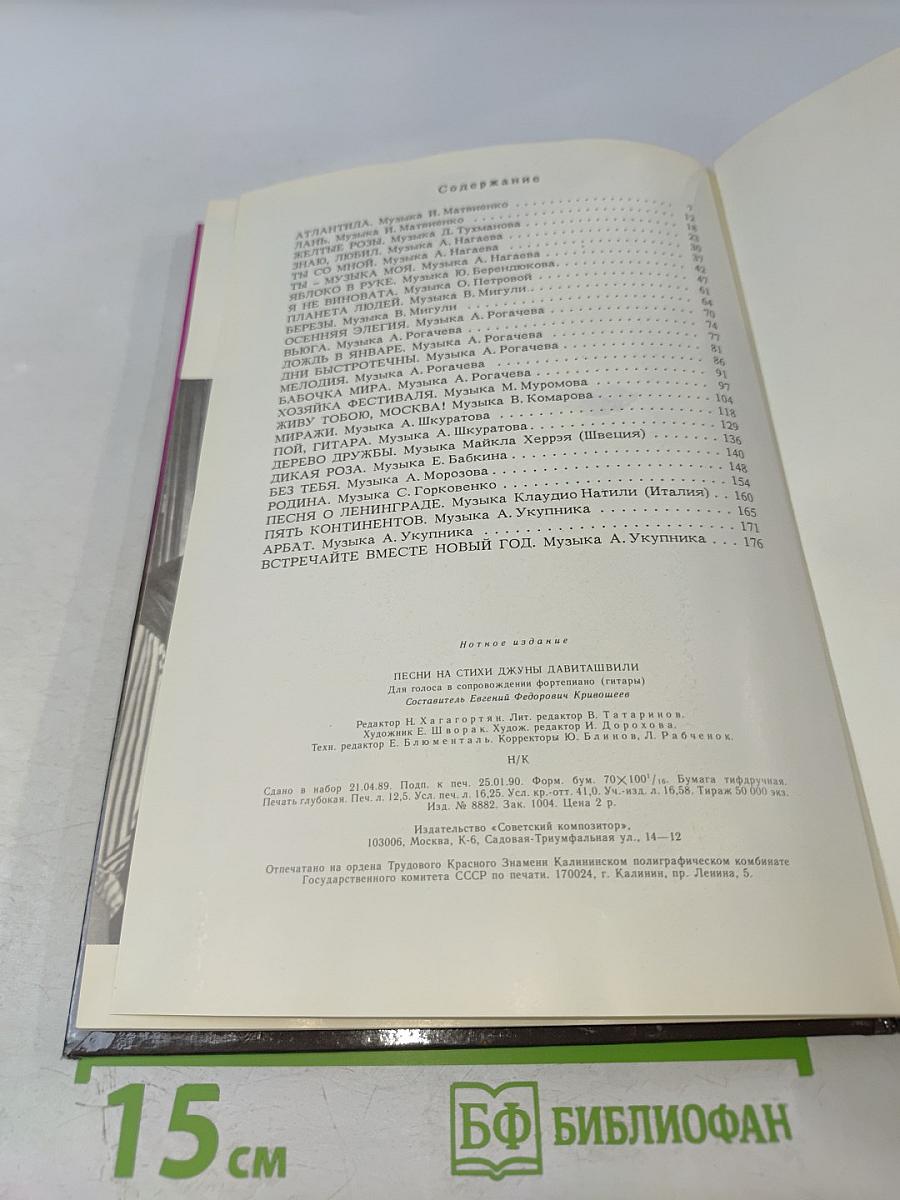 Содержание
АТЛАНТИДА. Музыка И. Матвиенко . . . 7
ЛАНЬ. Музыка И. Матвиенко . . . 12
ЖЕЛТЫЕ РОЗЫ. Музыка Д. Тухманова . . . 18
ЗНАЮ, ЛЮБИЛ. Музыка А. Нагаева . . . 23
ТЫ СО МНОЙ. Музыка А. Нагаева . . . 30
ТЫ — МУЗЫКА МОЯ. Музыка А. Нагаева . . . 37
ЯБЛОКО В РУКЕ. Музыка Ю. Берендюкова . . . 42
Я НЕ ВИНОВАТА. Музыка О. Петровой . . . 47
ПЛАНЕТА ЛЮДЕЙ. Музыка В. Мигули . . . 61
БЕРЕЗЫ. Музыка В. Мигули . . . 64
ОСЕННЯЯ ЭЛЕГИЯ. Музыка А. Рогачева . . . 70
ВЬЮГА. Музыка А. Рогачева . . . 74
ДОЖДЬ В ЯНВАРЕ. Музыка А. Рогачева . . . 77
ДНИ БЫСТРОТЕЧНЫ. Музыка А. Рогачева . . . 81
МЕЛОДИЯ. Музыка А. Рогачева . . . 86
БАБОЧКА МИРА. Музыка А. Рогачева . . . 91
ХОЗЯЙКА ФЕСТИВАЛЯ. Музыка М. Муромова . . . 97
ЖИВУ ТОБОЮ, МОСКВА! Музыка В. Комарова . . . 104
МИРАЖИ. Музыка А. Шкуратова . . . 118
ПОЙ, ГИТАРА. Музыка А. Шкуратова . . . 129
ДЕРЕВО ДРУЖБЫ. Музыка Майкла Херрэя (Швеция) . . . 136
ДИКАЯ РОЗА. Музыка Е. Бабкина . . . 140
БЕЗ ТЕБЯ. Музыка А. Морозова . . . 148
РОДИНА. Музыка С. Горковенко . . . 154
ПЕСНЯ О ЛЕНИНГРАДЕ. Музыка Клаудио Натили (Италия) . . 160
ПЯТЬ КОНТИНЕНТОВ. Музыка А. Укупника . . . 165
АРБАТ. Музыка А. Укупника . . . 171
ВСТРЕЧАЙТЕ ВМЕСТЕ НОВЫЙ ГОД. Музыка А. Укупника . . . 176
Нотное издание
ПЕСНИ НА СТИХИ ДЖУНЫ ДАВИТАШВИЛИ
Для голоса в сопровождении фортепиано (гитары)
Составитель Евгений Федорович Кривошеев
Редактор Н. Хагагортян. Лит. редактор В. Татаринов.
Художник Е. Шворак. Худож. редактор И. Дорохова.
Техн. редактор Е. Блюменталь. Корректоры Ю. Блинов, Л. Рабченок.
Н/К
Сдано в набор 21.04.89. Подп. к печ. 25.01.90. Форм. бум. 70×100¹/₁₆. Бумага тифдручная.
Печать глубокая. Печ. л. 12,5. Усл. печ. л. 16,25. Усл. кр.-отт. 41,0. Уч.-изд. л. 16,58. Тираж 50 000 экз.
Изд. № 8882. Зак. 1004. Цена 2 р.
Издательство «Советский композитор»,
103006, Москва, К-6, Садовая-Триумфальная ул., 14—12
Отпечатано на ордена Трудового Красного Знамени Калининском полиграфическом комбинате
Государственного комитета СССР по печати. 170024, г. Калинин, пр. Ленина, 5.
15 см
БФ БИБЛИОФАН